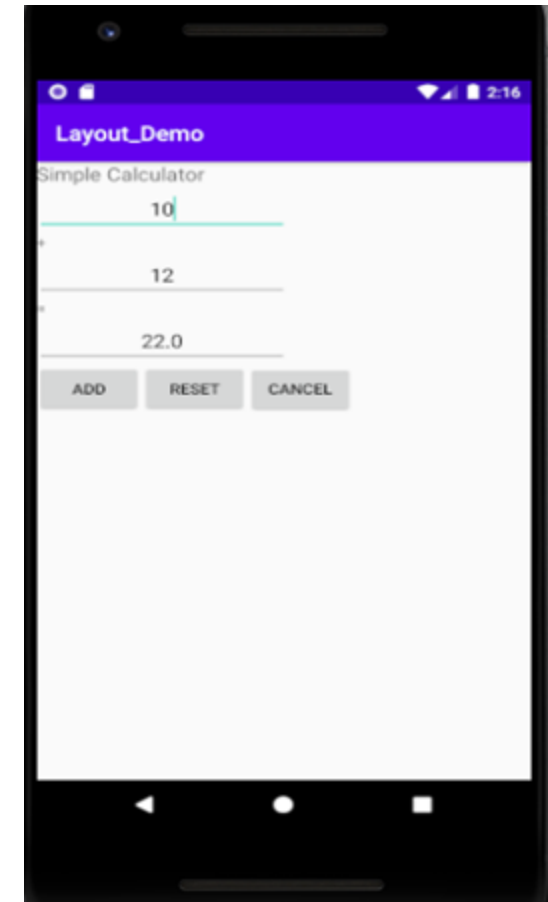 2:16
Layout_Demo
Simple Calculator
10
+
12
=
22.0
ADD RESET CANCEL